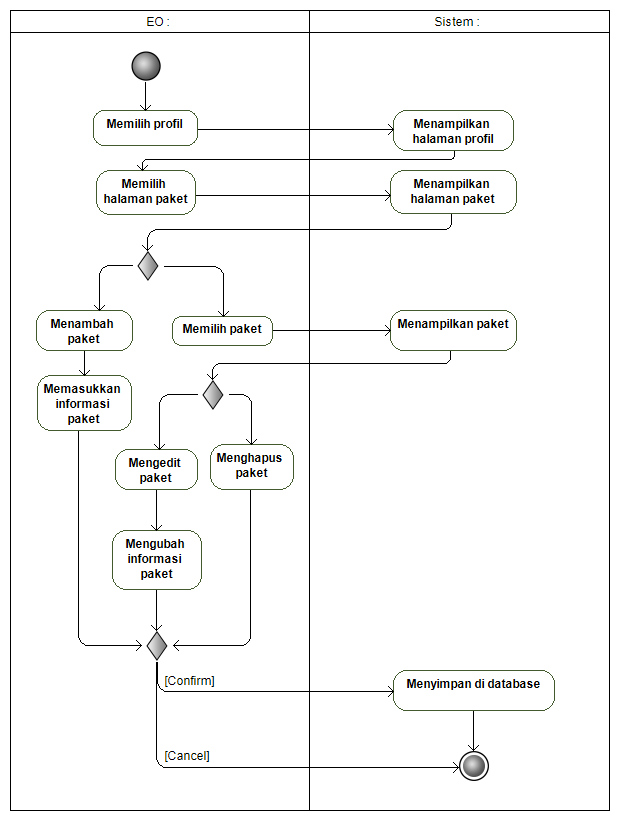 EO :
Sistem :
Memilih profil
Menampilkan
halaman profil
Memilih
halaman paket
Menampilkan
halaman paket
Menambah
paket
Memilih paket
Menampilkan paket
Memasukkan
informasi
paket
Mengedit
paket
Menghapus
paket
Mengubah
informasi
paket
[Confirm]
Menyimpan di database
[Cancel]